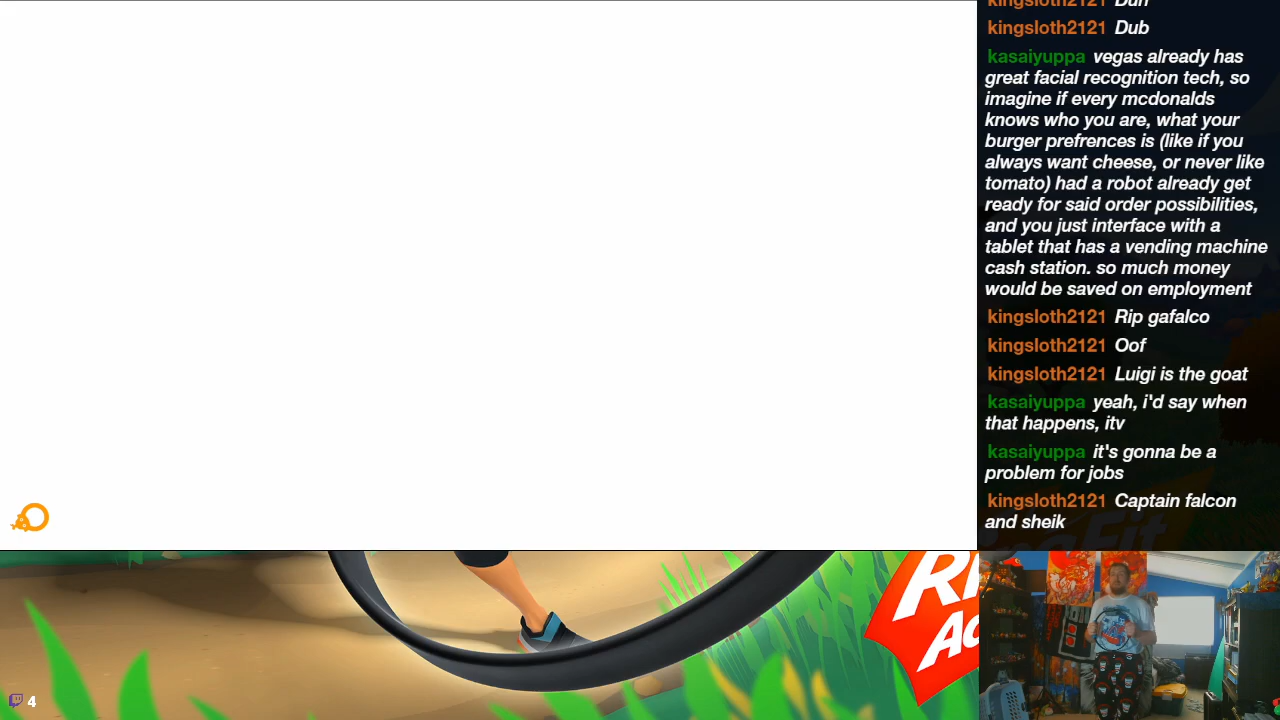 kingsloth2121 Duh
kingsloth2121 Dub
kasaiyuppa vegas already has
great facial recognition tech, so
imagine if every mcdonalds
knows who you are, what your
burger prefrences is (like if you
always want cheese, or never like
tomato) had a robot already get
ready for said order possibilities,
and you just interface with a
tablet that has a vending machine
cash station. so much money
would be saved on employment
kingsloth2121 Rip gafalco
kingsloth2121 Oof
kingsloth2121 Luigi is the goat
kasaiyuppa yeah, i'd say when
that happens, itv
kasaiyuppa it's gonna be a
problem for jobs
kingsloth2121 Captain falcon
and sheik
4